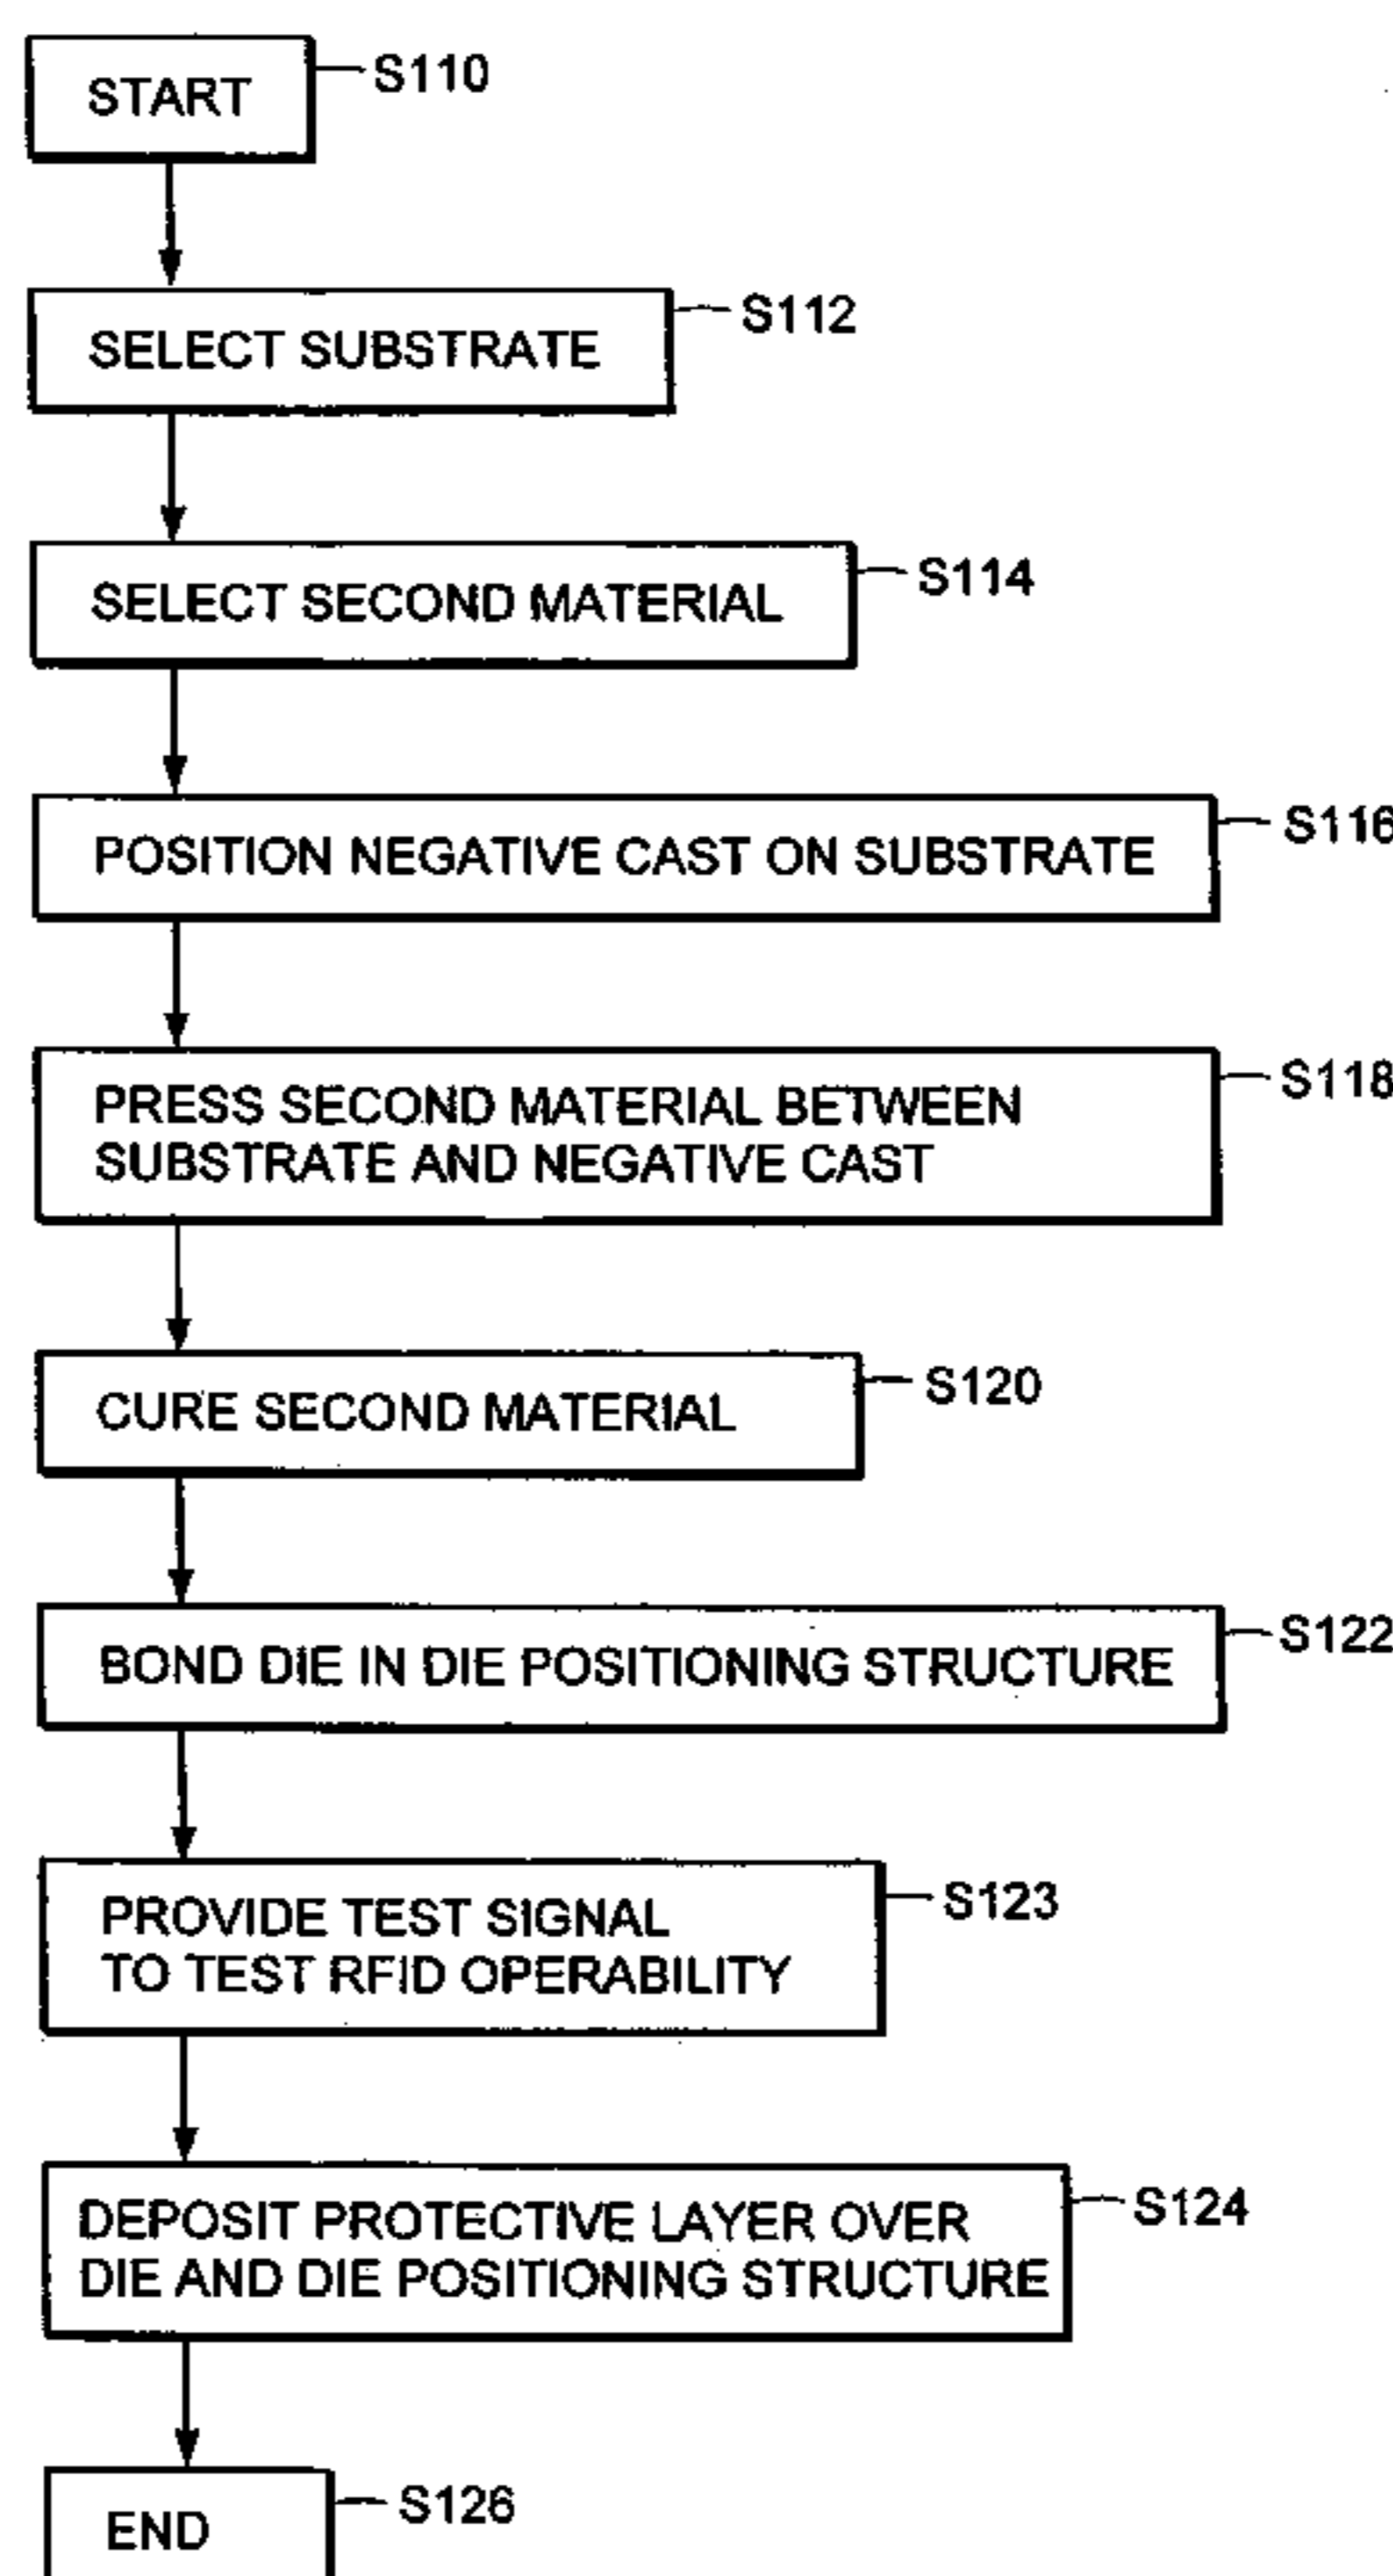 START
S110
SELECT SUBSTRATE
S112
SELECT SECOND MATERIAL
S114
POSITION NEGATIVE CAST ON SUBSTRATE
S116
PRESS SECOND MATERIAL BETWEEN
SUBSTRATE AND NEGATIVE CAST
S118
CURE SECOND MATERIAL
S120
BOND DIE IN DIE POSITIONING STRUCTURE
S122
PROVIDE TEST SIGNAL
TO TEST RFID OPERABILITY
S123
DEPOSIT PROTECTIVE LAYER OVER
DIE AND DIE POSITIONING STRUCTURE
S124
END
S126